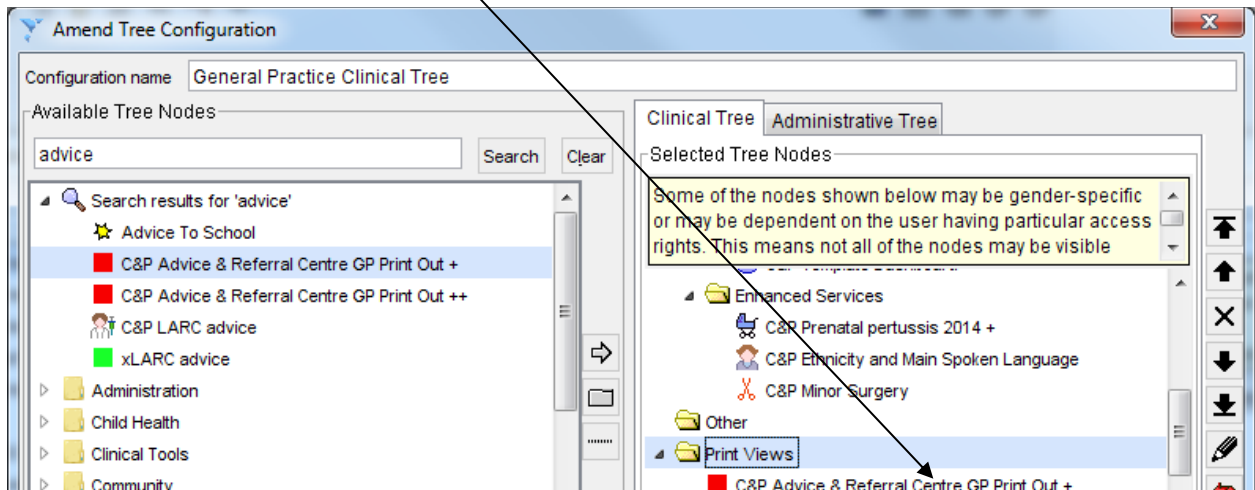 Amend Tree Configuration
Configuration name General Practice Clinical Tree
Available Tree Nodes
advice Search Clear
Search results for 'advice'
Advice To School
C&P Advice & Referral Centre GP Print Out +
C&P Advice & Referral Centre GP Print Out ++
C&P LARC advice
xLARC advice
Administration
Child Health
Clinical Tools
Community
Clinical Tree Administrative Tree
Selected Tree Nodes
Some of the nodes shown below may be gender-specific
or may be dependent on the user having particular access
rights. This means not all of the nodes may be visible
C&P Template Dashboard
Enhanced Services
C&P Prenatal pertussis 2014 +
C&P Ethnicity and Main Spoken Language
C&P Minor Surgery
Other
Print Views
C&P Advice & Referral Centre GP Print Out +